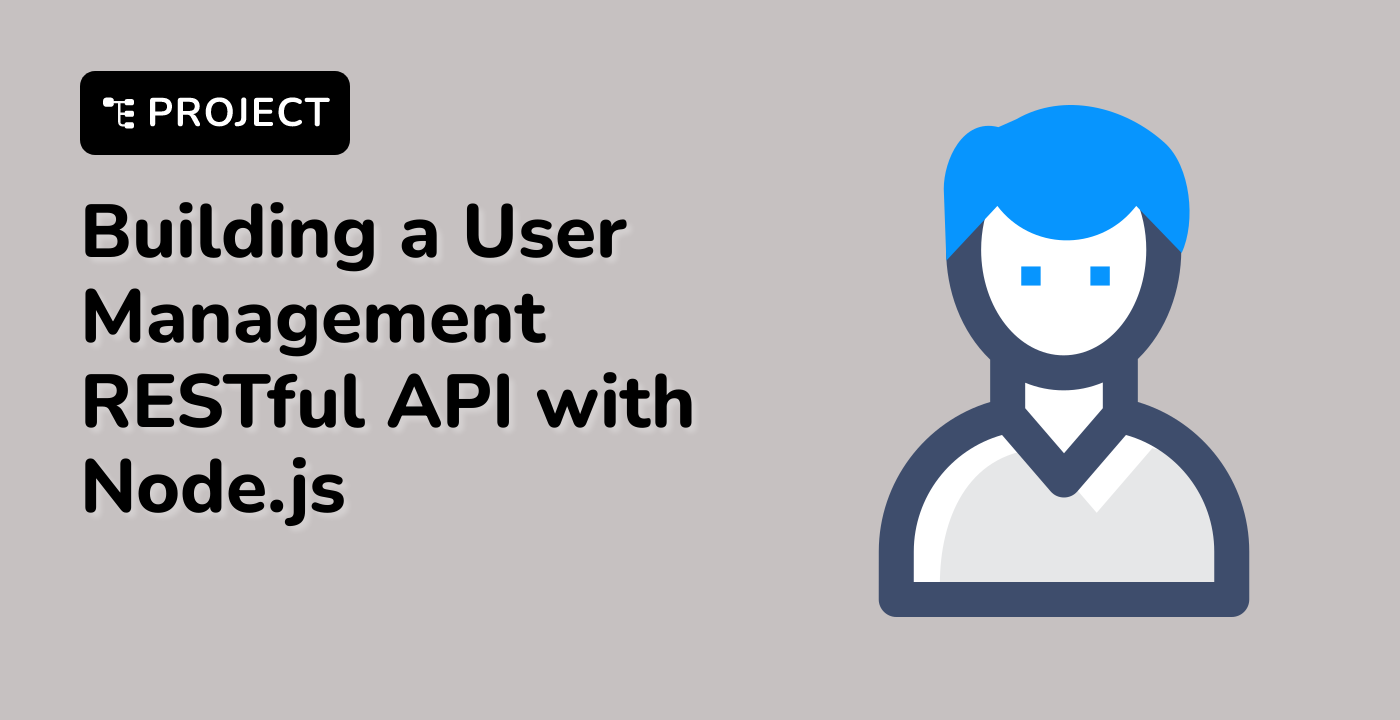 PROJECT
Building a User
Management
RESTful API with
Node.js